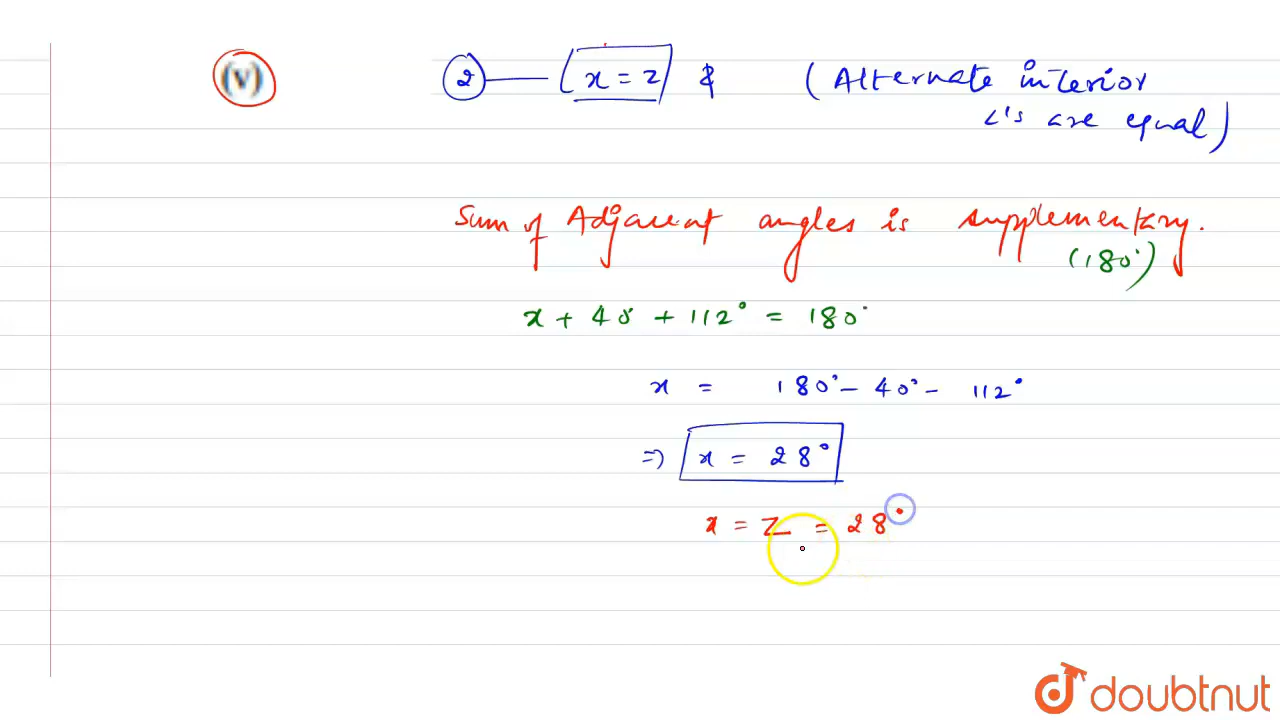 (v) 2 x = z & (Alternate interior
∠'s are equal)
Sum of Adjacent angles is supplementary.
(180°)
x + 40° + 112° = 180°
x = 180° - 40° - 112°
⇒ x = 28°
x = z = 28°
doubtnut